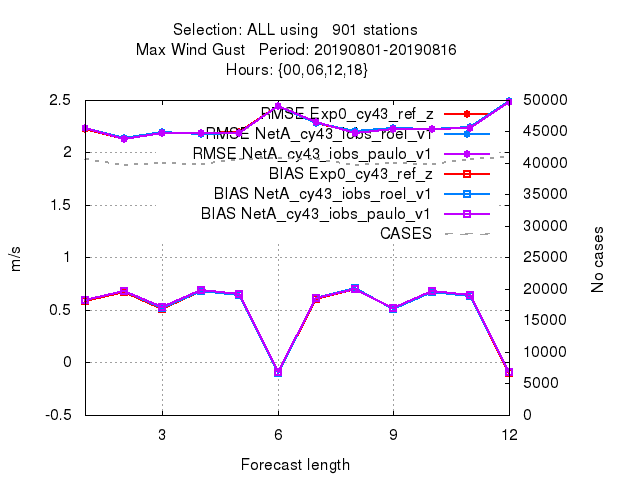 Selection: ALL using   901 stations
Max Wind Gust   Period: 20190801-20190816
Hours: {00,06,12,18}
RMSE Exp0_cy43_ref_z
RMSE NetA_cy43_iobs_roel_v1
RMSE NetA_cy43_iobs_paulo_v1
BIAS Exp0_cy43_ref_z
BIAS NetA_cy43_iobs_roel_v1
BIAS NetA_cy43_iobs_paulo_v1
CASES
m/s
2.5
2
1.5
1
0.5
0
-0.5
50000
45000
40000
35000
30000
25000
20000
15000
10000
5000
0
No cases
3 6 9 12
Forecast length